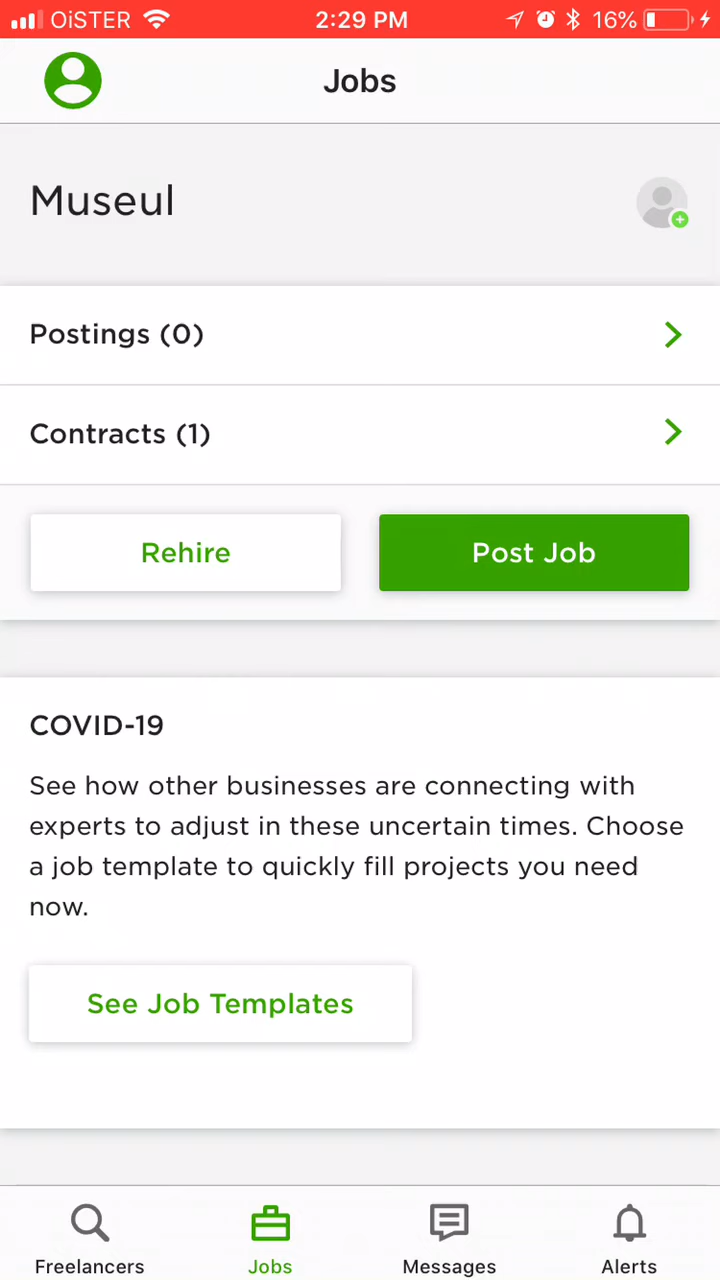 OiSTER 2:29 PM 16%
Jobs
Museul
Postings (0)
Contracts (1)
Rehire Post Job
COVID-19
See how other businesses are connecting with
experts to adjust in these uncertain times. Choose
a job template to quickly fill projects you need
now.
See Job Templates
Freelancers Jobs Messages Alerts